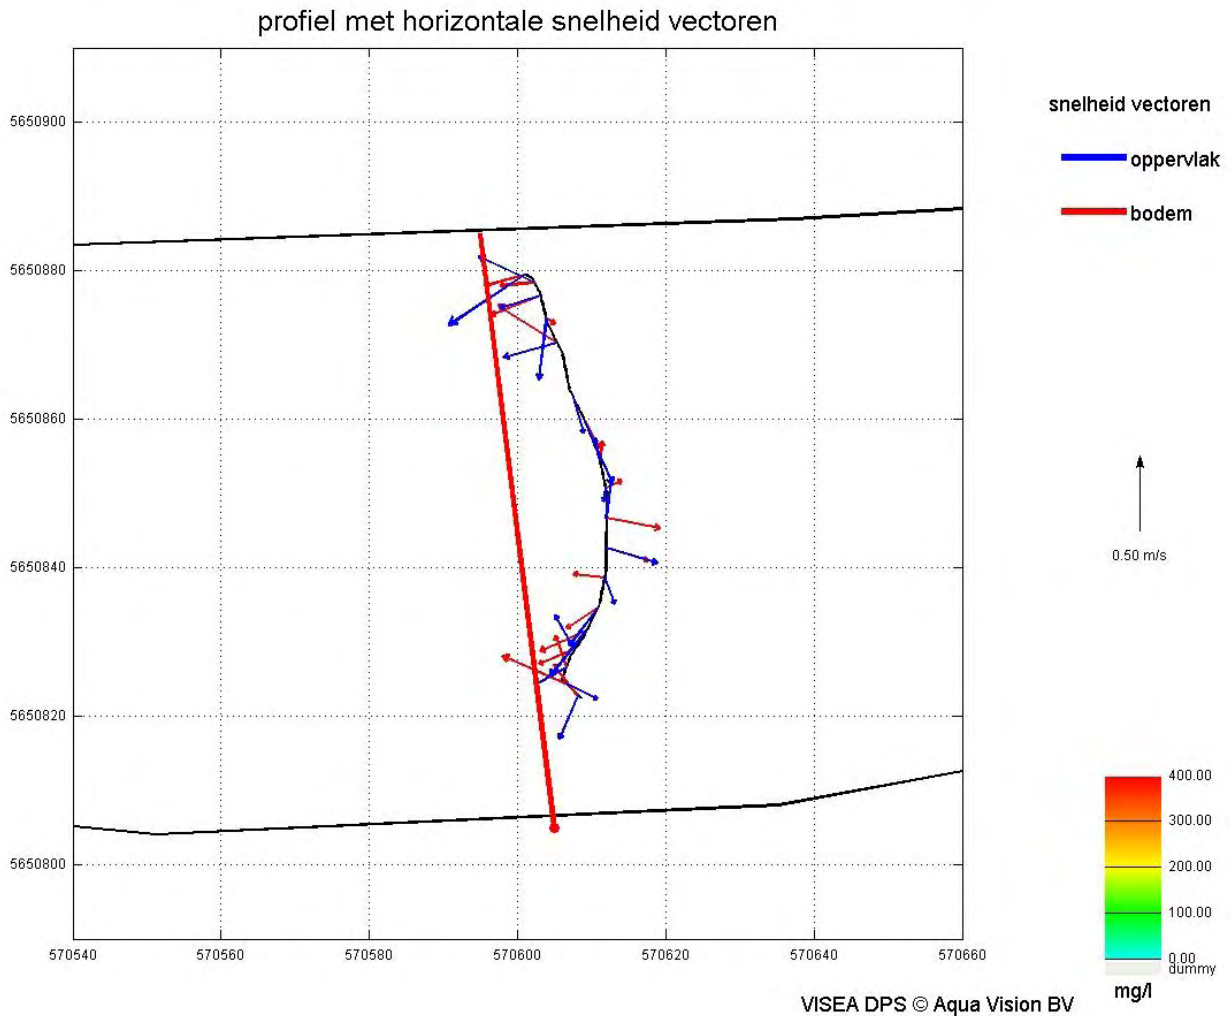 profiel met horizontale snelheid vectoren
snelheid vectoren
oppervlak
bodem
5650900
5650880
5650860
5650840
5650820
5650800
0.50 m/s
400.00
300.00
200.00
100.00
0.00
dummy
mg/l
570540 570560 570580 570600 570620 570640 570660
VISEA DPS © Aqua Vision BV